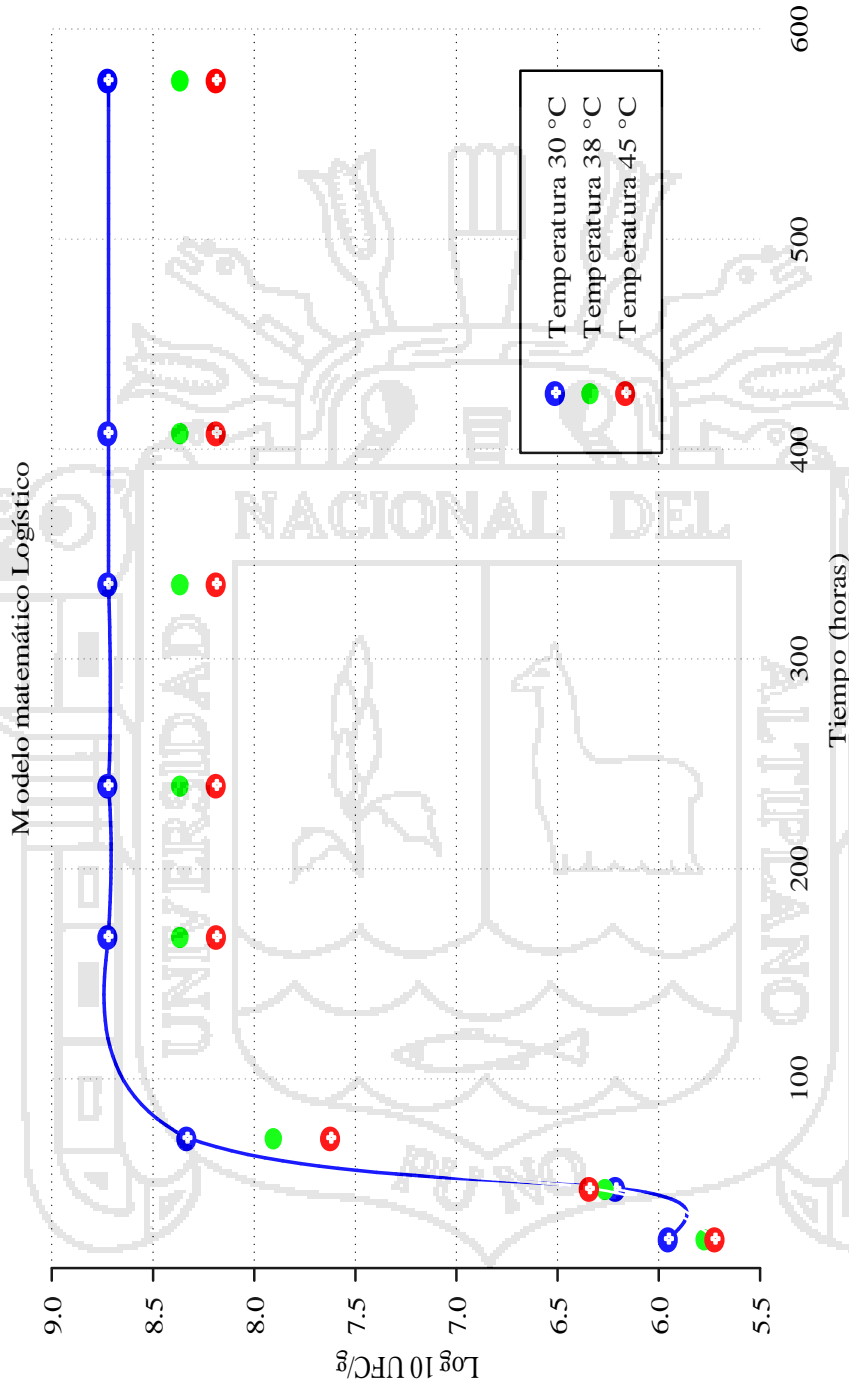 Modelo matemático Logístico
Log 10 UFC/g
9.0
8.5
8.0
7.5
7.0
6.5
6.0
5.5
100
200
300
400
500
600
Tiempo (horas)
Temperatura 30 °C
Temperatura 38 °C
Temperatura 45 °C
UNIVERSIDAD
NACIONAL DEL
ALTIPLANO
PUNO